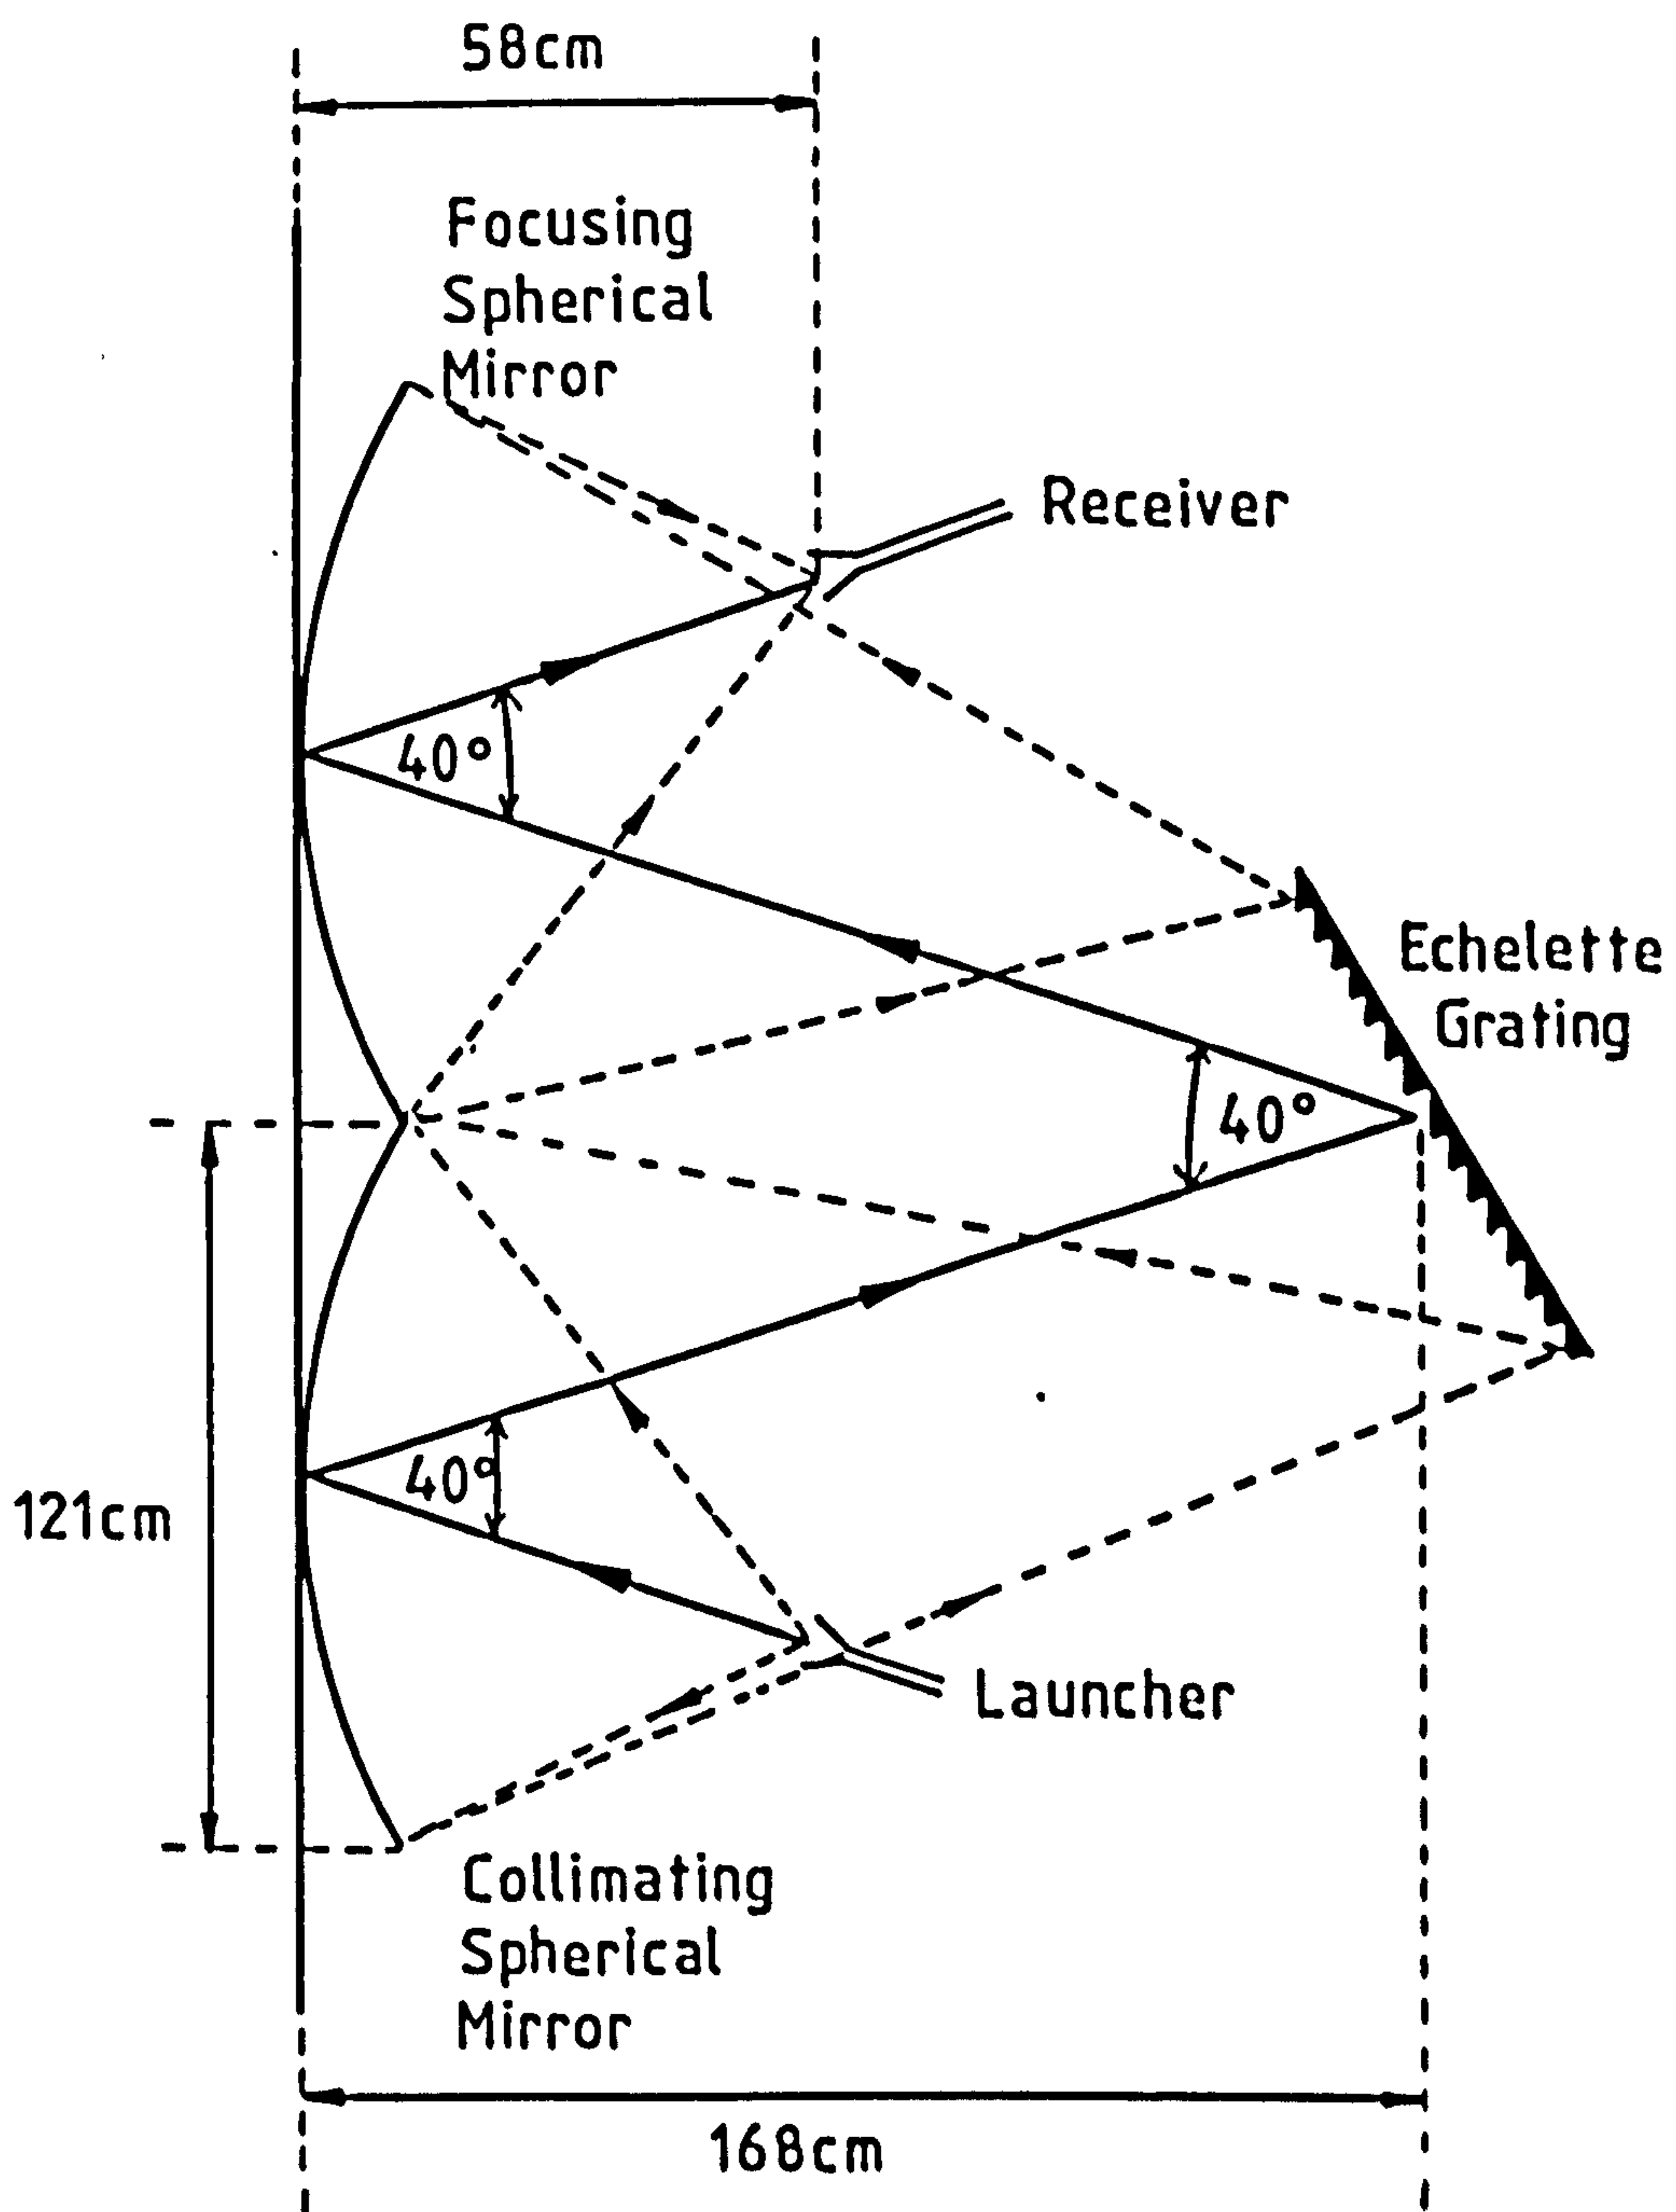 58cm
Focusing
Spherical
Mirror
Receiver
40°
Echelette
Grating
40°
40°
121cm
Launcher
Collimating
Spherical
Mirror
168cm